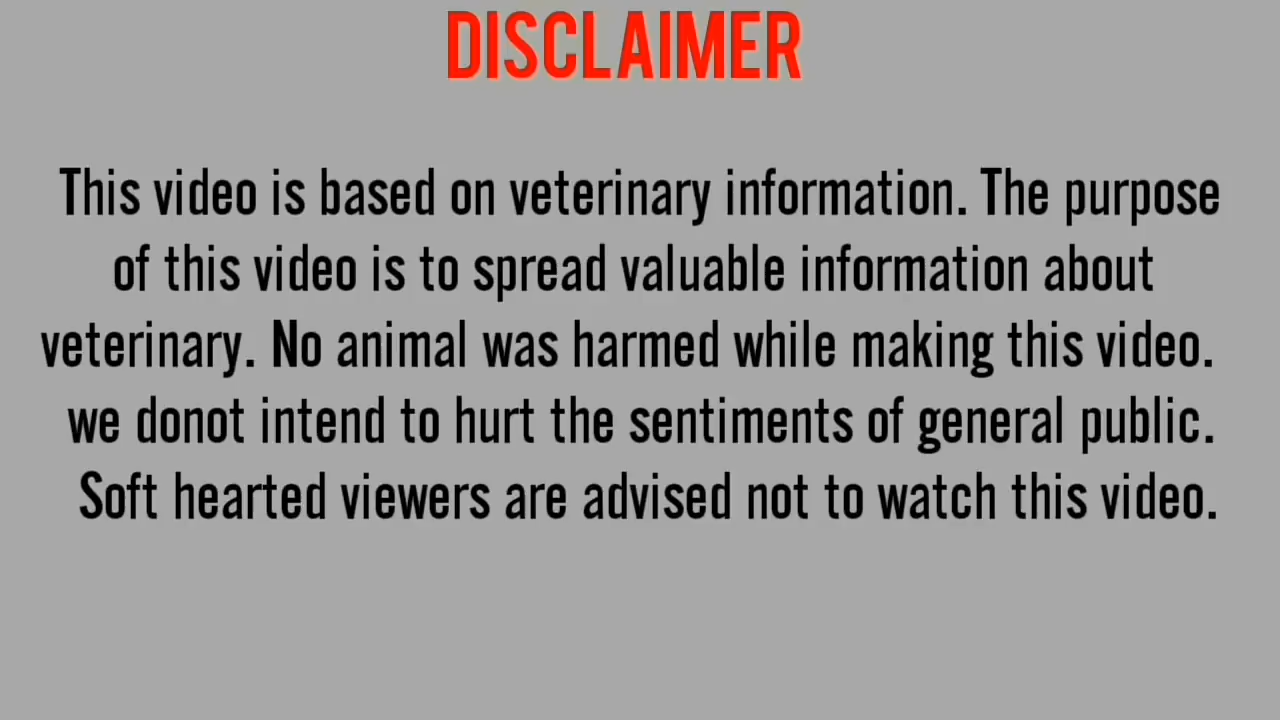 DISCLAIMER
This video is based on veterinary information. The purpose
of this video is to spread valuable information about
veterinary. No animal was harmed while making this video.
we donot intend to hurt the sentiments of general public.
Soft hearted viewers are advised not to watch this video.